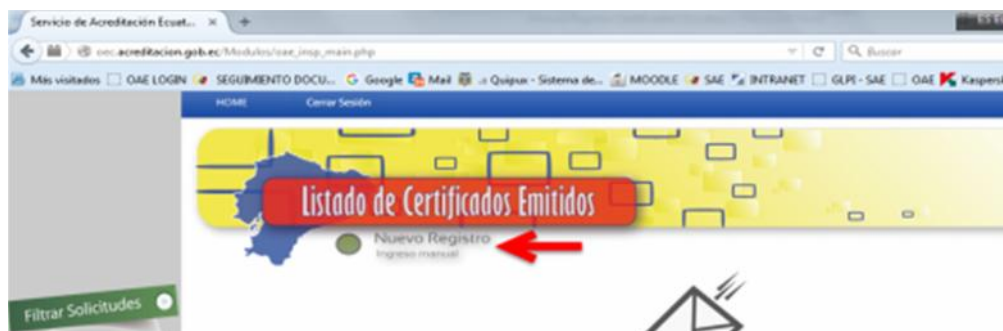 Servicio de Acreditación Ecuat... × +
oec.acreditacion.gob.ec/Modulos/oae_insp_main.php
Buscar
Más visitados OAE LOGIN SEGUIMIENTO DOCU... Google Mail .: Quipux - Sistema de... MOODLE SAE INTRANET GLPI - SAE OAE Kaspersk
HOME Cerrar Sesión
Listado de Certificados Emitidos
Nuevo Registro
Ingreso manual
Filtrar Solicitudes